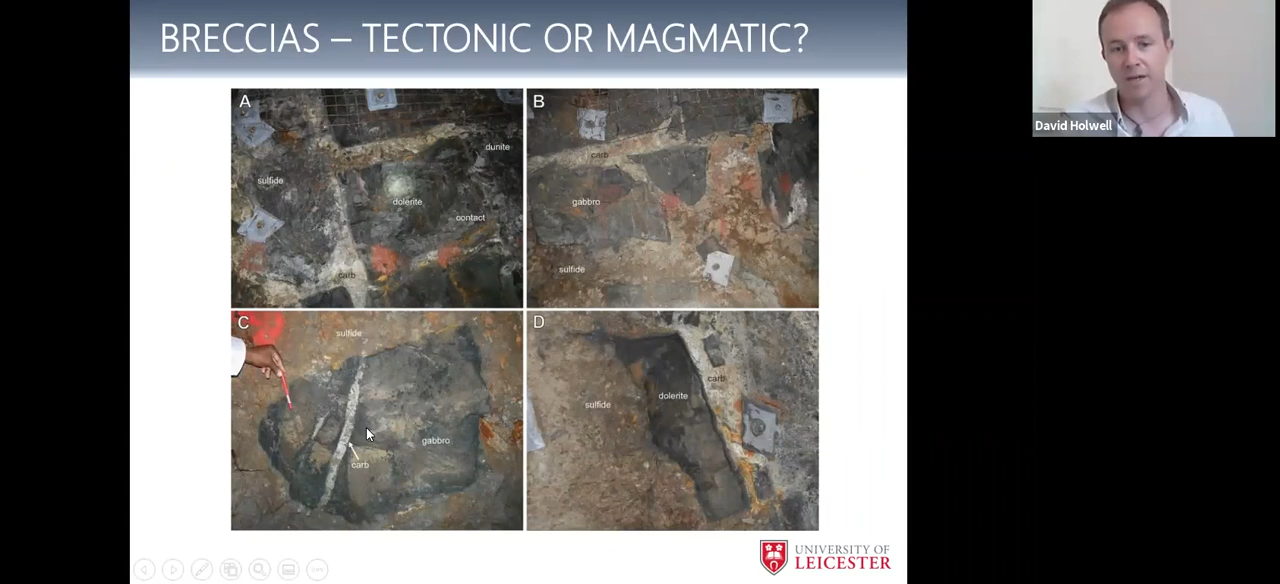 BRECCIAS – TECTONIC OR MAGMATIC?
David Holwell
A
sulfide
dunite
dolerite
contact
carb
B
carb
gabbro
sulfide
C
sulfide
gabbro
carb
D
sulfide
dolerite
carb
UNIVERSITY OF
LEICESTER